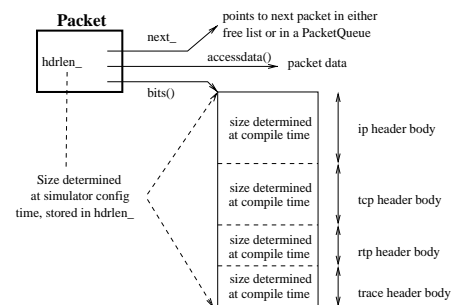 Packet
points to next packet in either
free list or in a PacketQueue
next_
hdrlen_
accessdata()
packet data
bits()
size determined
at compile time
ip header body
Size determined
at simulator config
time, stored in hdrlen_
size determined
at compile time
tcp header body
size determined
at compile time
rtp header body
size determined
at compile time
trace header body